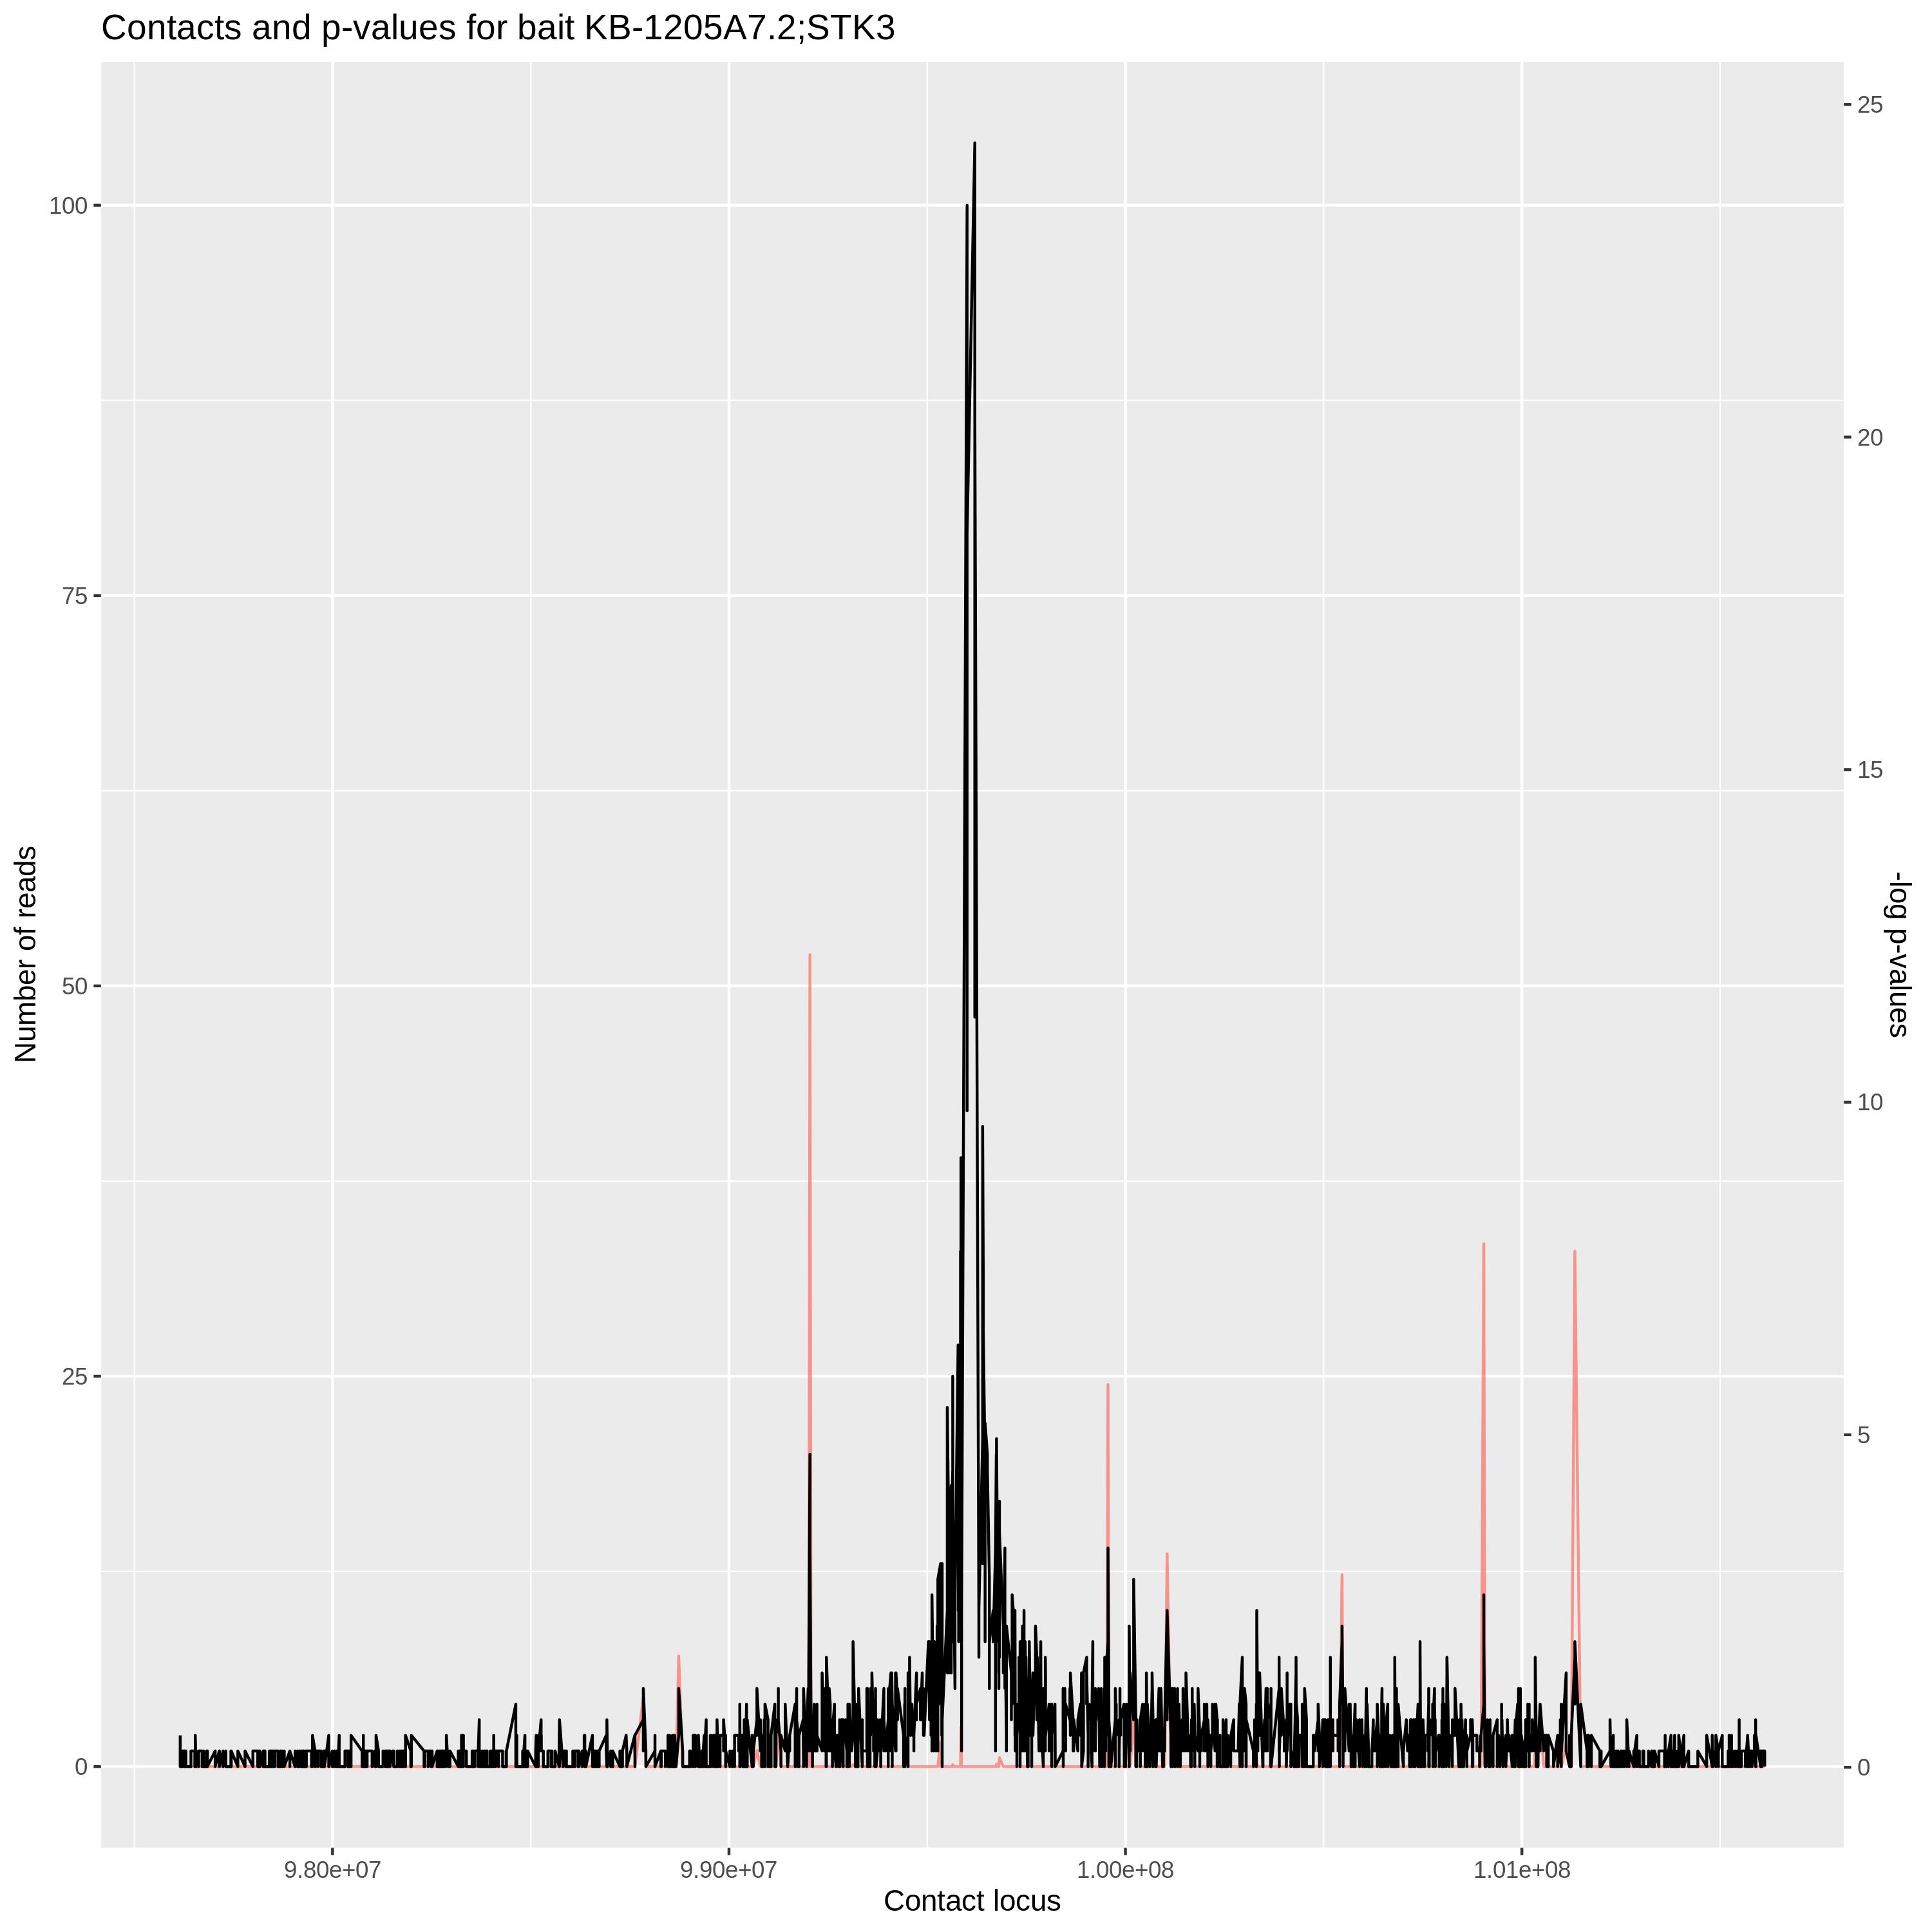 Contacts and p-values for bait KB-1205A7.2;STK3
Number of reads
100
75
50
25
0
25
20
15
10
5
0
-log p-values
9.80e+07 9.90e+07 1.00e+08 1.01e+08
Contact locus